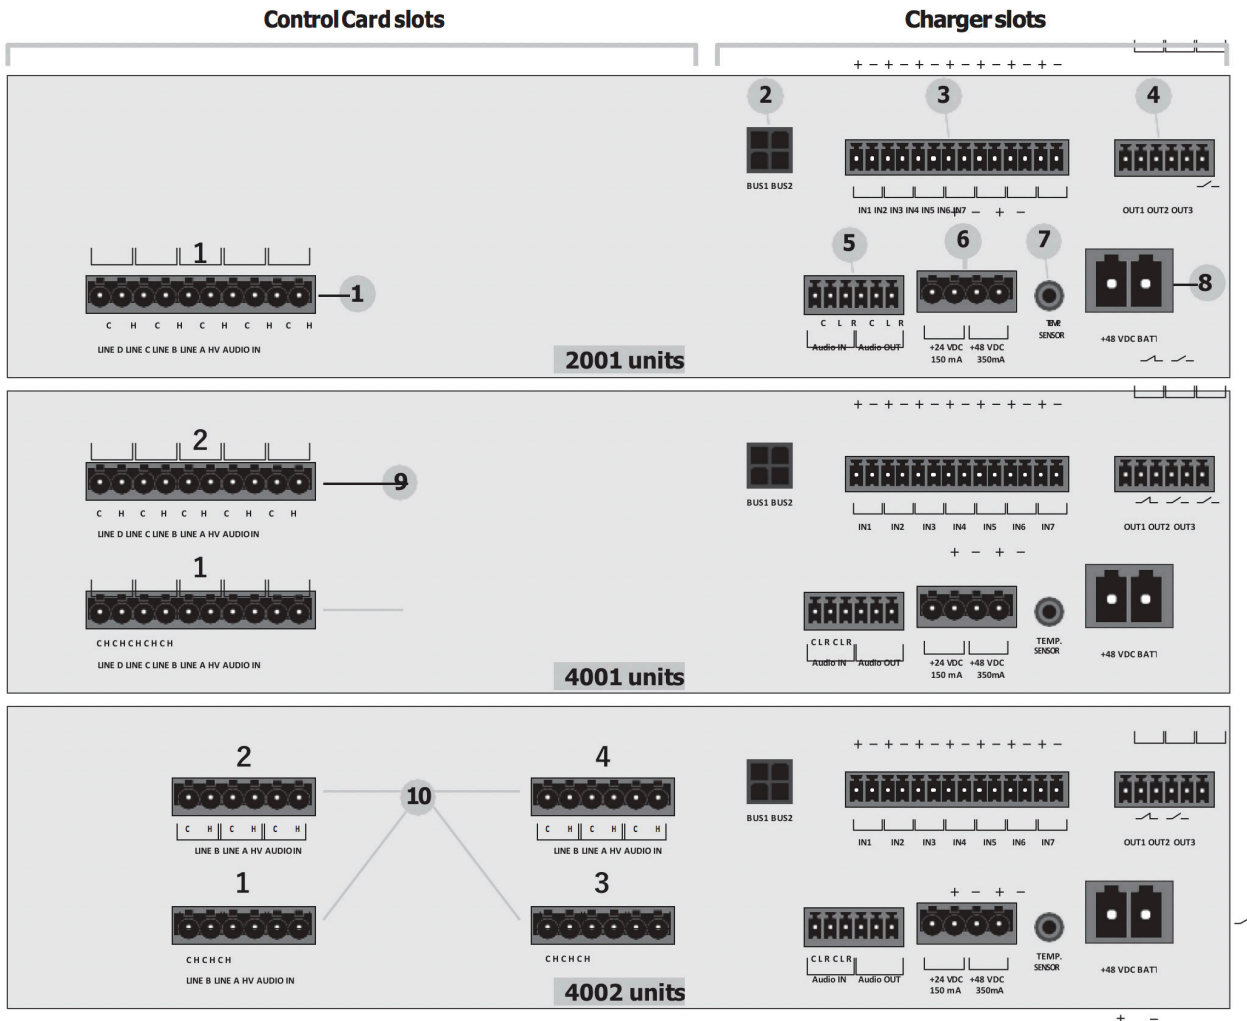 Control Card slots Charger slots
+ - + - + - + - + - + - + -
2 3 4
BUS1 BUS2
IN1 IN2 IN3 IN4 IN5 IN6 IN7
+ - + -
OUT1 OUT2 OUT3
1
5 6 7
1
8
C H C H C H C H C H
LINE D LINE C LINE B LINE A HV AUDIO IN
C L R C L R
Audio IN Audio OUT
+24 VDC +48 VDC
150 mA 350mA
TEMP.
SENSOR
+48 VDC BATT
2001 units
+ - + - + - + - + - + - + -
2
9
BUS1 BUS2
C H C H C H C H C H
LINE D LINE C LINE B LINE A HV AUDIO IN
IN1 IN2 IN3 IN4 IN5 IN6 IN7
OUT1 OUT2 OUT3
+ - + -
1
C H C H C H C H C H
LINE D LINE C LINE B LINE A HV AUDIO IN
C L R C L R
Audio IN Audio OUT
+24 VDC +48 VDC
150 mA 350mA
TEMP.
SENSOR
+48 VDC BATT
4001 units
+ - + - + - + - + - + - + -
2 4
10
BUS1 BUS2
C H C H C H
LINE B LINE A HV AUDIO IN
C H C H C H
LINE B LINE A HV AUDIO IN
IN1 IN2 IN3 IN4 IN5 IN6 IN7
OUT1 OUT2 OUT3
1 3
+ - + -
C H C H C H
LINE B LINE A HV AUDIO IN
C H C H C H
C L R C L R
Audio IN Audio OUT
+24 VDC +48 VDC
150 mA 350mA
TEMP.
SENSOR
+48 VDC BATT
4002 units
+ -